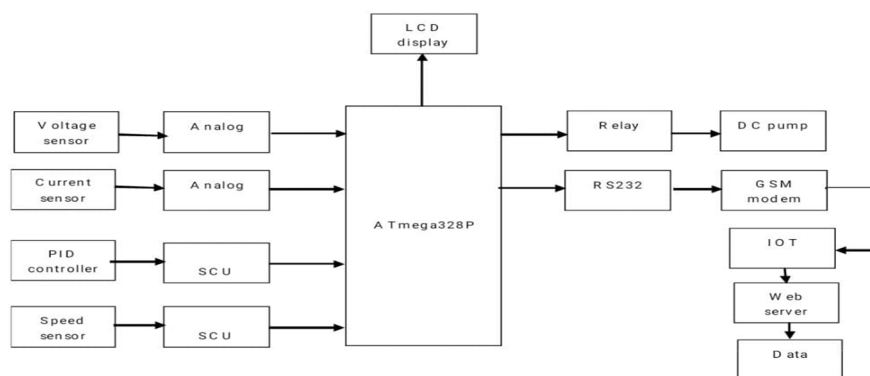 LCD
display
Voltage
sensor
Analog
Relay
DC pump
Current
sensor
Analog
RS232
GSM
modem
ATmega328P
PID
controller
SCU
IOT
Speed
sensor
SCU
Web
server
Data